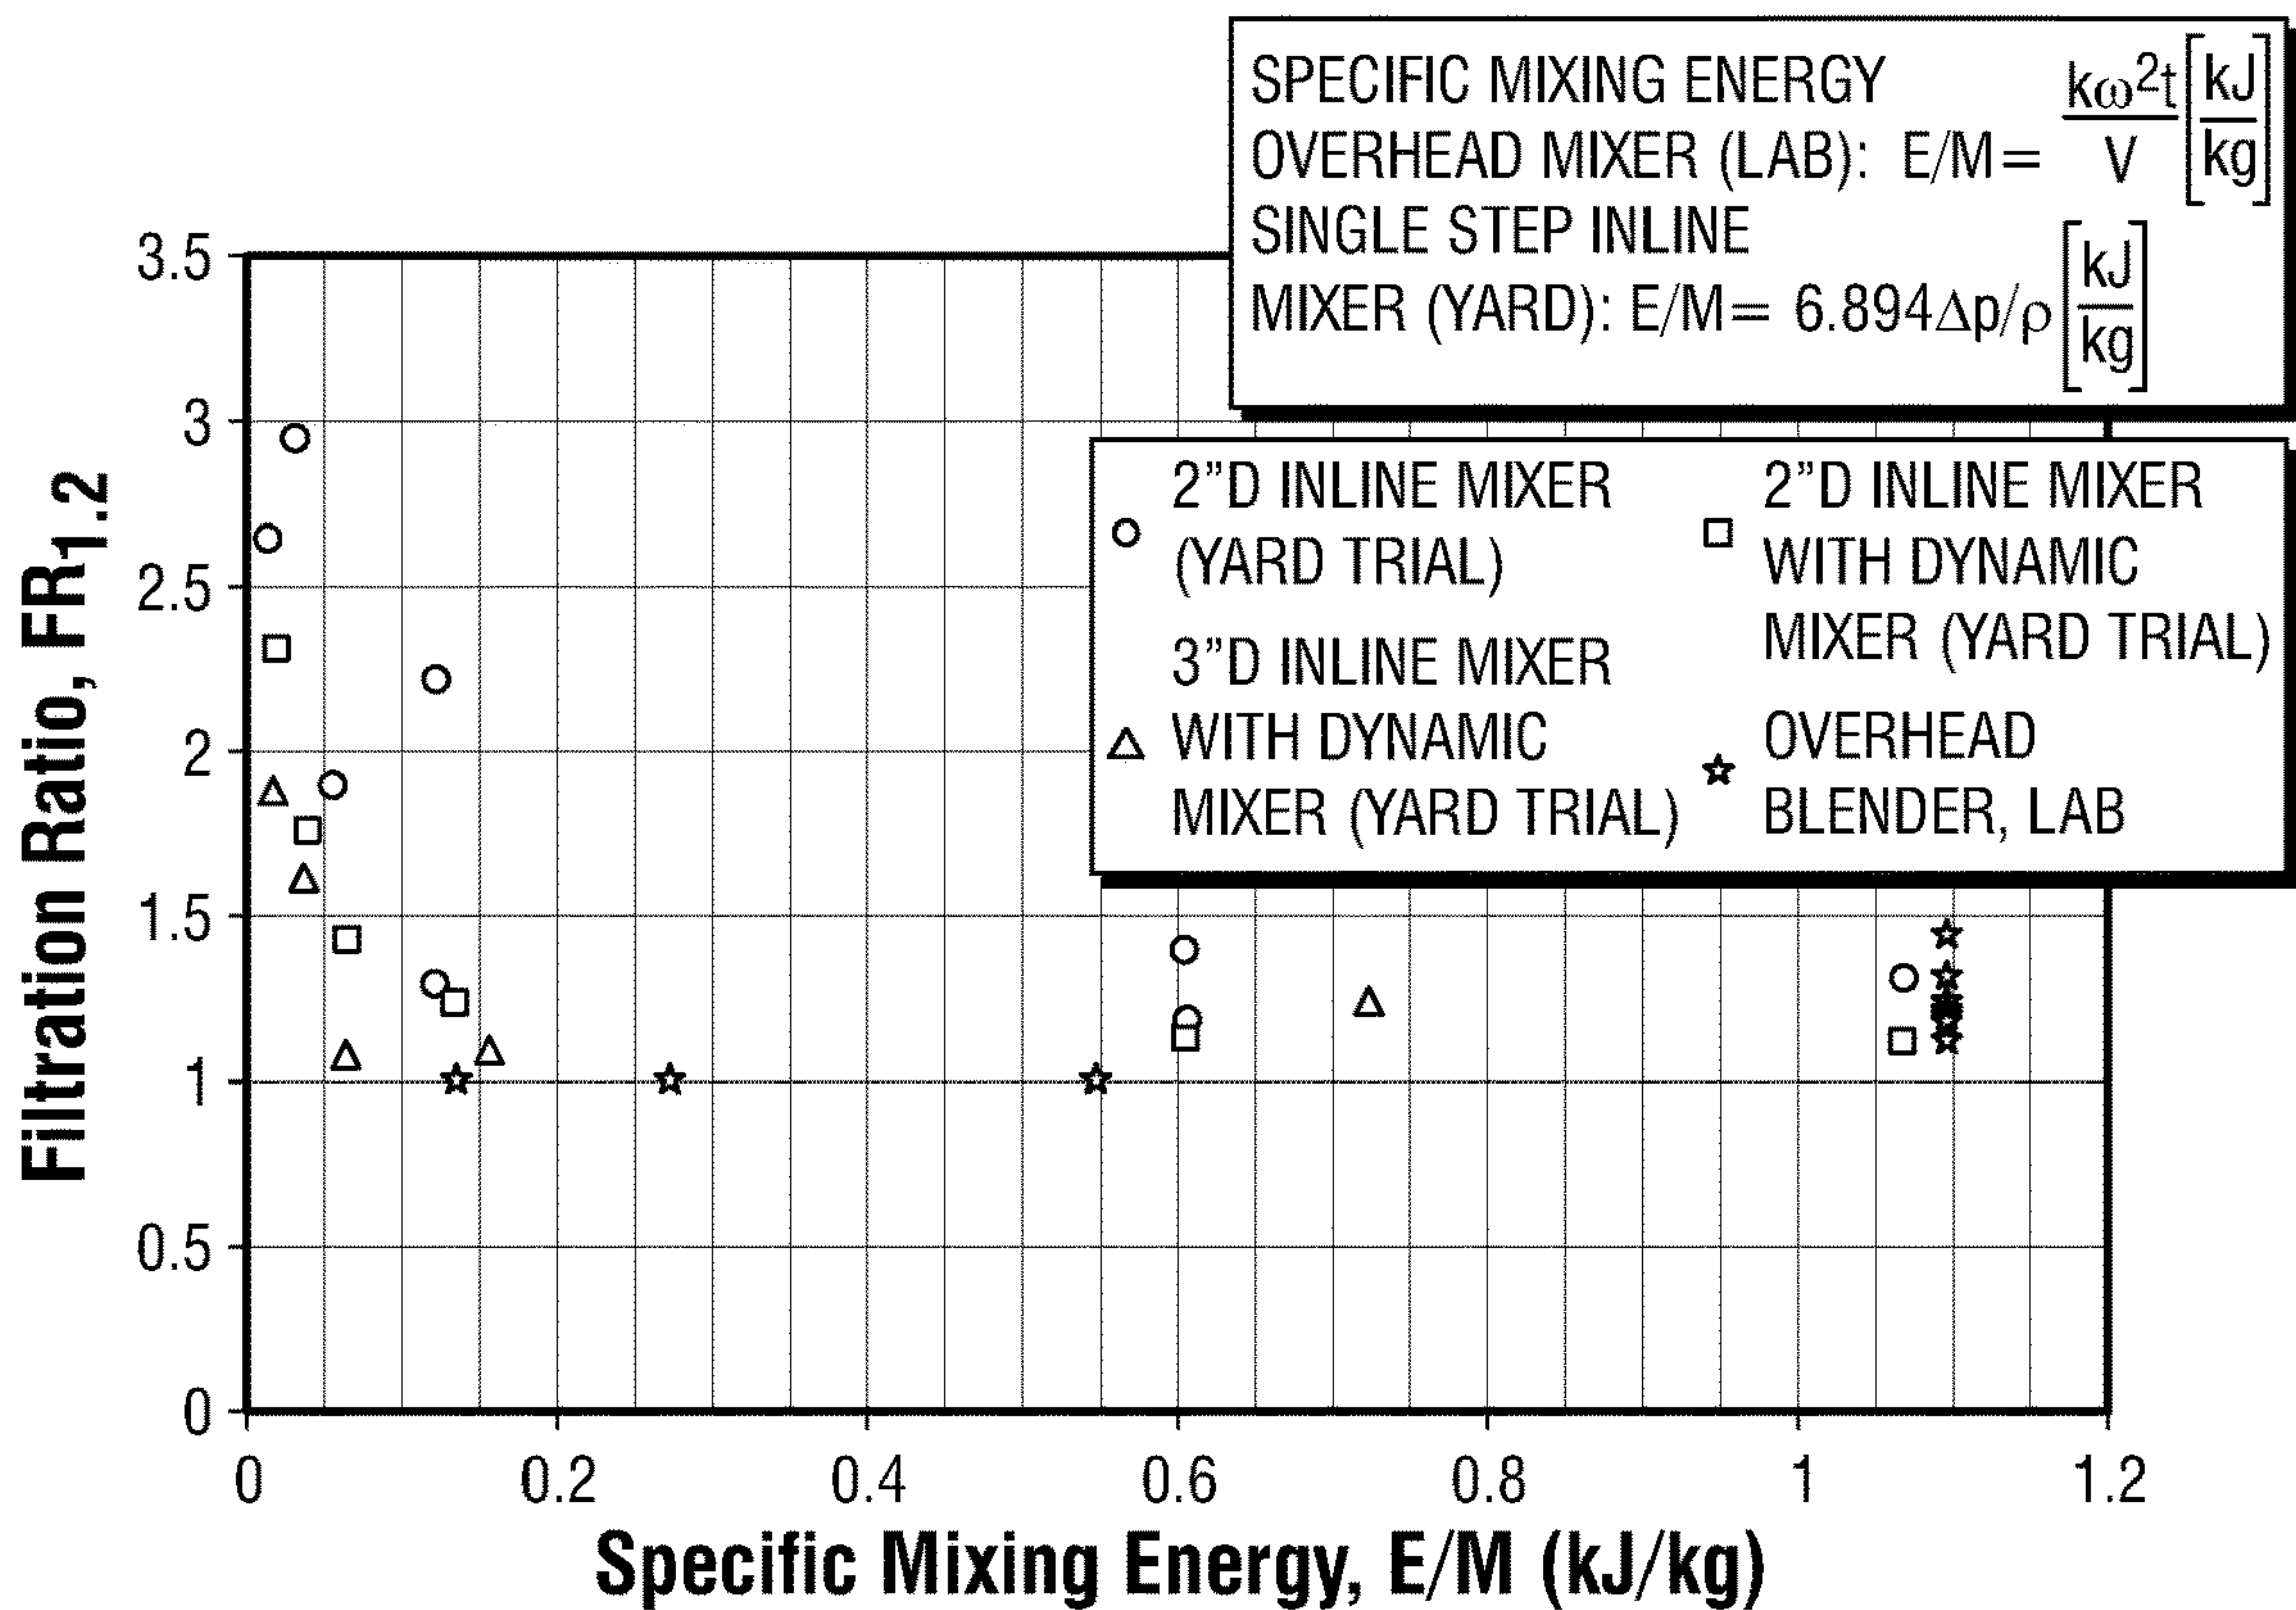 SPECIFIC MIXING ENERGY
OVERHEAD MIXER (LAB): E/M= kω²t/V [kJ/kg]
SINGLE STEP INLINE
MIXER (YARD): E/M= 6.894Δp/ρ [kJ/kg]
2”D INLINE MIXER
(YARD TRIAL)
2”D INLINE MIXER
WITH DYNAMIC
MIXER (YARD TRIAL)
3”D INLINE MIXER
WITH DYNAMIC
MIXER (YARD TRIAL)
OVERHEAD
BLENDER, LAB
Filtration Ratio, FR1.2
3.5
3
2.5
2
1.5
1
0.5
0
0 0.2 0.4 0.6 0.8 1 1.2
Specific Mixing Energy, E/M (kJ/kg)